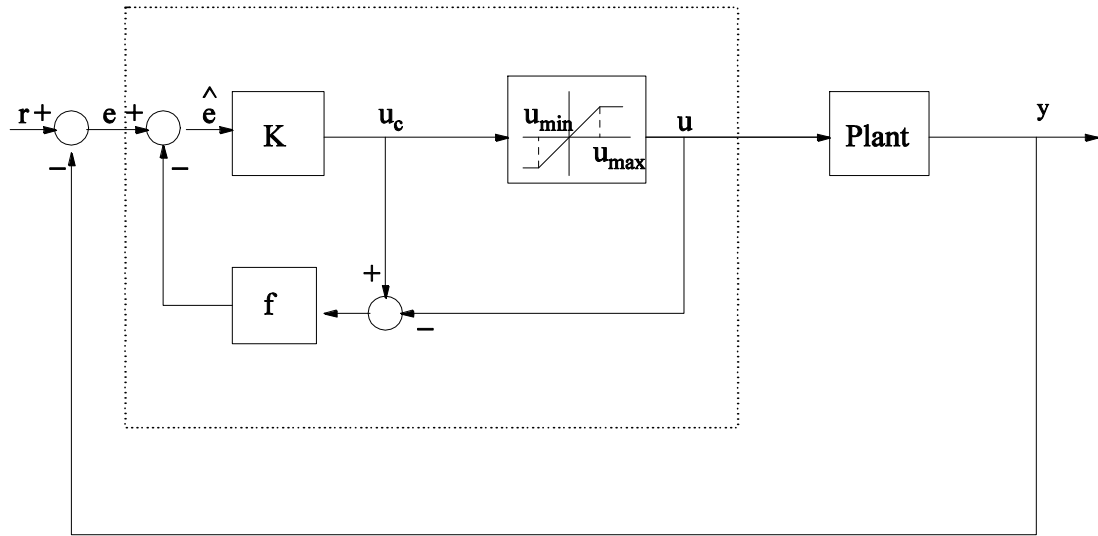 r + e + ê K u_c u_min u_max u Plant y
− −
f + −